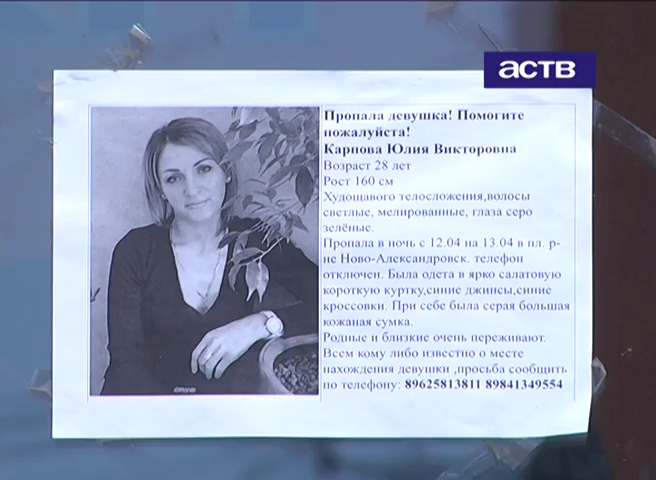 АСТВ
Пропала девушка! Помогите
пожалуйста!
Карпова Юлия Викторовна
Возраст 28 лет
Рост 160 см
Худощавого телосложения,волосы
светлые, мелированные, глаза серо
зелёные.
Пропала в ночь с 12.04 на 13.04 в пл. р-
не Ново-Александровск. телефон
отключен. Была одета в ярко салатовую
короткую куртку,синие джинсы,синие
кроссовки. При себе была серая большая
кожаная сумка.
Родные и близкие очень переживают.
Всем кому либо известно о месте
нахождения девушки ,просьба сообщить
по телефону: 89625813811 89841349554